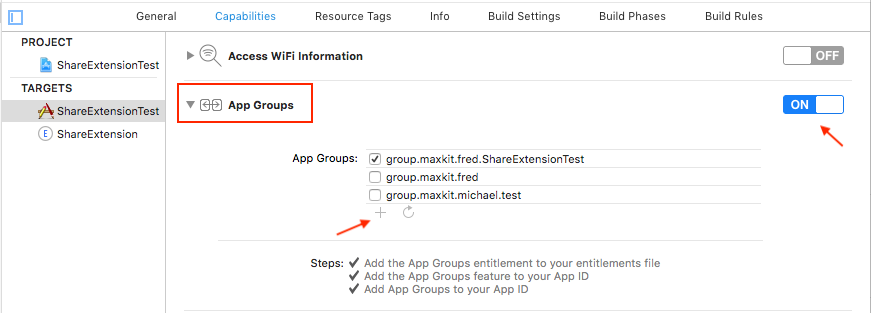 General Capabilities Resource Tags Info Build Settings Build Phases Build Rules
PROJECT
ShareExtensionTest
TARGETS
ShareExtensionTest
E ShareExtension
Access WiFi Information OFF
App Groups ON
App Groups: group.maxkit.fred.ShareExtensionTest
group.maxkit.fred
group.maxkit.michael.test
Steps: ✔ Add the App Groups entitlement to your entitlements file
✔ Add the App Groups feature to your App ID
✔ Add App Groups to your App ID